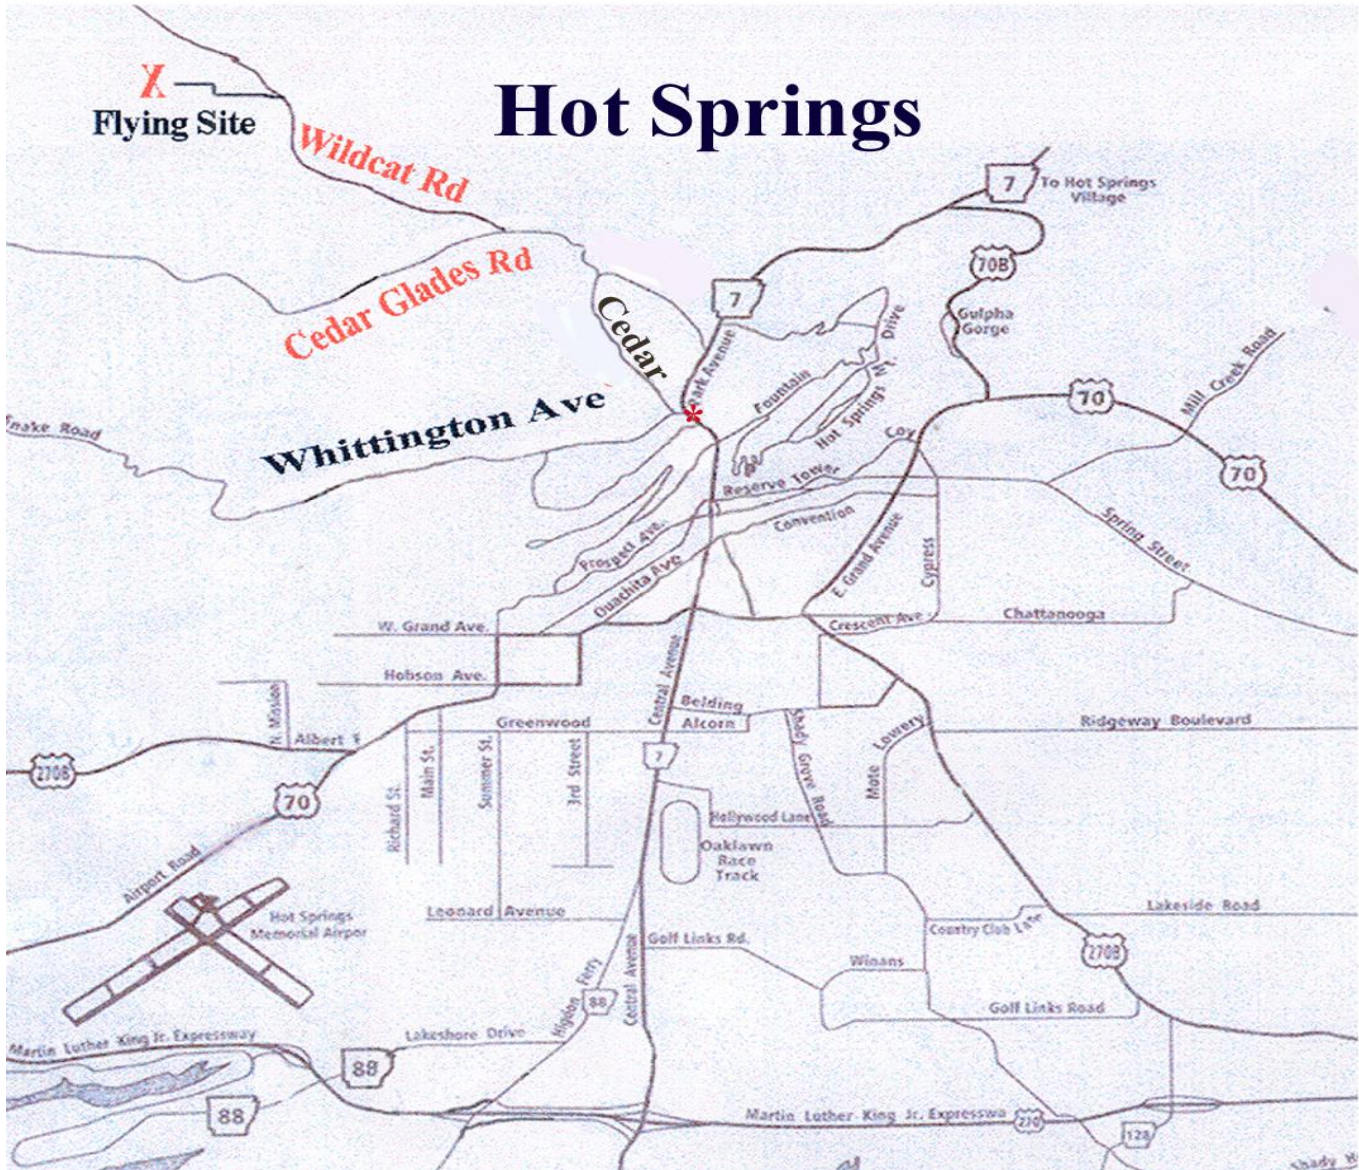 Hot Springs
X
Flying Site
Wildcat Rd
7
To Hot Springs
Village
Cedar Glades Rd
70B
7
Cedar
Park Avenue
Gulpha
Gorge
Drive
Mt.
Hot Springs
Fountain
Mill Creek Road
70
Whittington Ave
*
Cox
70
Reserve
Tower
Convention
Spring Street
Prospect Ave.
Ouachita Ave
E. Grand Avenue
Cypress
W. Grand Ave.
Crescent Ave
Chattanooga
Hobson Ave.
Central Avenue
N. Mission
Belding
Alcorn
Greenwood
Ridgeway Boulevard
Albert
Lowery
Shady Grove Road
Mote
7
270B
70
Main St.
Summer St.
3rd Street
Richard St.
Hollywood Lane
Oaklawn
Race
Track
Airport Road
Hot Springs
Memorial Airpor
Leonard Avenue
Lakeside Road
Country Club
Golf Links Rd.
270B
Winans
Higdon Ferry
Central Avenue
88
Golf Links Road
Martin Luther King Jr. Expressway
Lakeshore Drive
88
88
Martin Luther King Jr. Expresswa
270
128